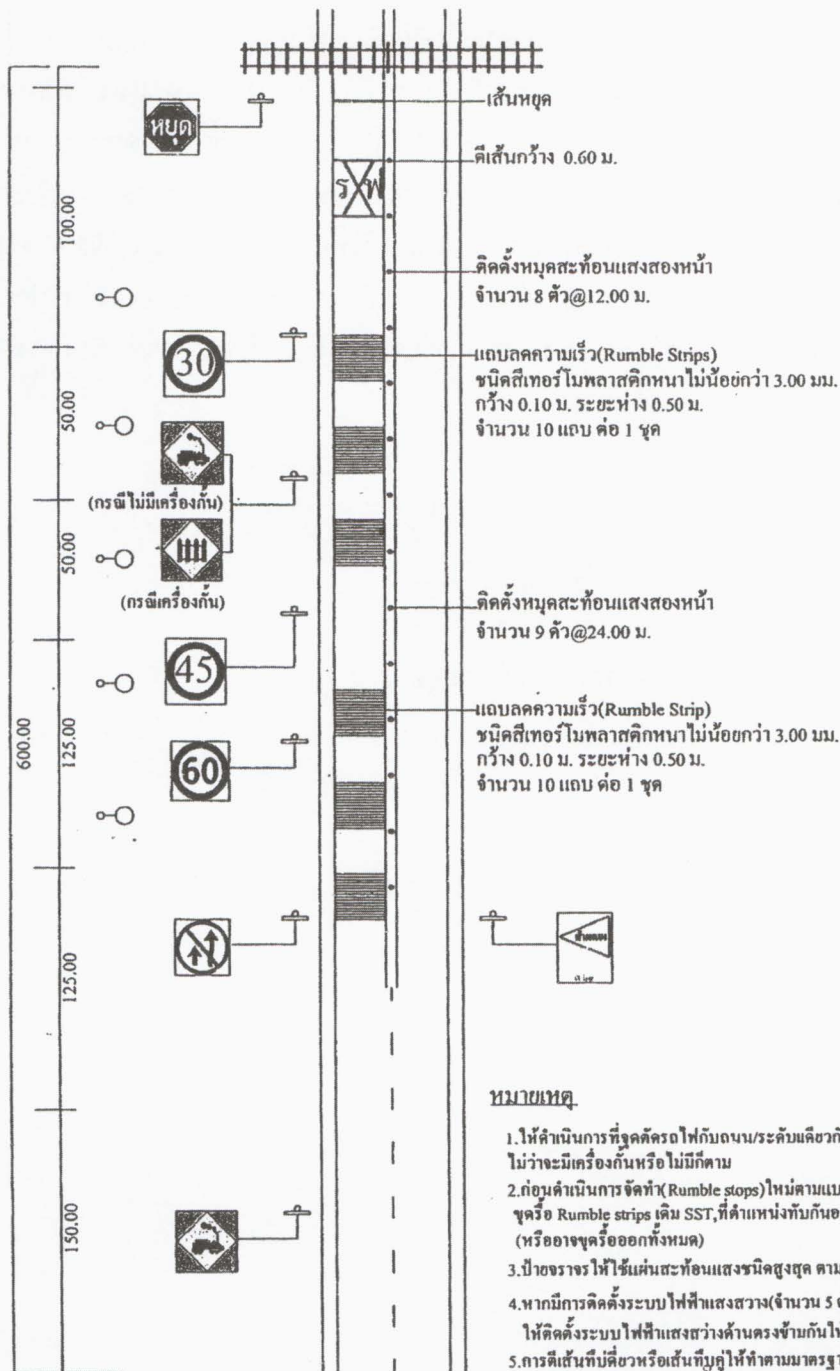 เส้นหยุด
หยุด
ตีเส้นกว้าง 0.60 ม.
ร ฟ
100.00
ติดตั้งหมุดสะท้อนแสงสองหน้า
จำนวน 8 ตัว@12.00 ม.
30
แถบลดความเร็ว(Rumble Strips)
ชนิดสีเทอร์โมพลาสติกหนาไม่น้อยกว่า 3.00 มม.
กว้าง 0.10 ม. ระยะห่าง 0.50 ม.
จำนวน 10 แถบ ต่อ 1 ชุด
50.00
(กรณีไม่มีเครื่องกั้น)
50.00
(กรณีเครื่องกั้น)
ติดตั้งหมุดสะท้อนแสงสองหน้า
จำนวน 9 ตัว@24.00 ม.
45
แถบลดความเร็ว(Rumble Strip)
ชนิดสีเทอร์โมพลาสติกหนาไม่น้อยกว่า 3.00 มม.
กว้าง 0.10 ม. ระยะห่าง 0.50 ม.
จำนวน 10 แถบ ต่อ 1 ชุด
600.00
125.00
60
ห้ามแซง
125.00
150.00
หมายเหตุ
1.ให้ดำเนินการที่จุดตัดรถไฟกับถนน/ระดับเดียวกั
ไม่ว่าจะมีเครื่องกั้นหรือไม่มีก็ตาม
2.ก่อนดำเนินการจัดทำ(Rumble stops)ใหม่ตามแบ
ขุดรื้อ Rumble strips เดิม SST,ที่ตำแหน่งทับกันอ
(หรืออาจขุดรื้อออกทั้งหมด)
3.ป้ายจราจรให้ใช้แผ่นสะท้อนแสงชนิดสูงสุด ตาม
4.หากมีการติดตั้งระบบไฟฟ้าแสงสวาง(จำนวน 5
ให้ติดตั้งระบบไฟฟ้าแสงสว่างด้านตรงข้ามกันให
5.การตีเส้นทึบเดี่ยวหรือเส้นทึบคู่ให้ทำตามมาตรฐา